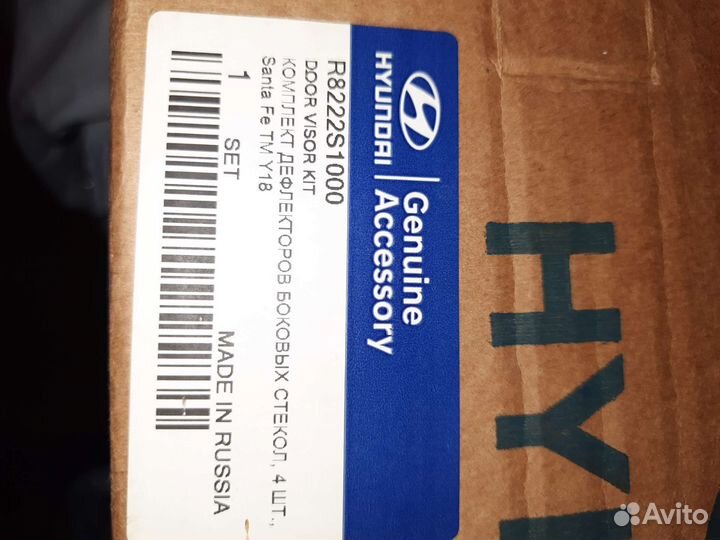 HYUNDAI
Genuine
Accessory
R8222S1000
DOOR VISOR KIT
КОМПЛЕКТ ДЕФЛЕКТОРОВ БОКОВЫХ СТЕКОЛ, 4 ШТ.,
Santa Fe TM Y18
1 SET MADE IN RUSSIA
HY
Avito